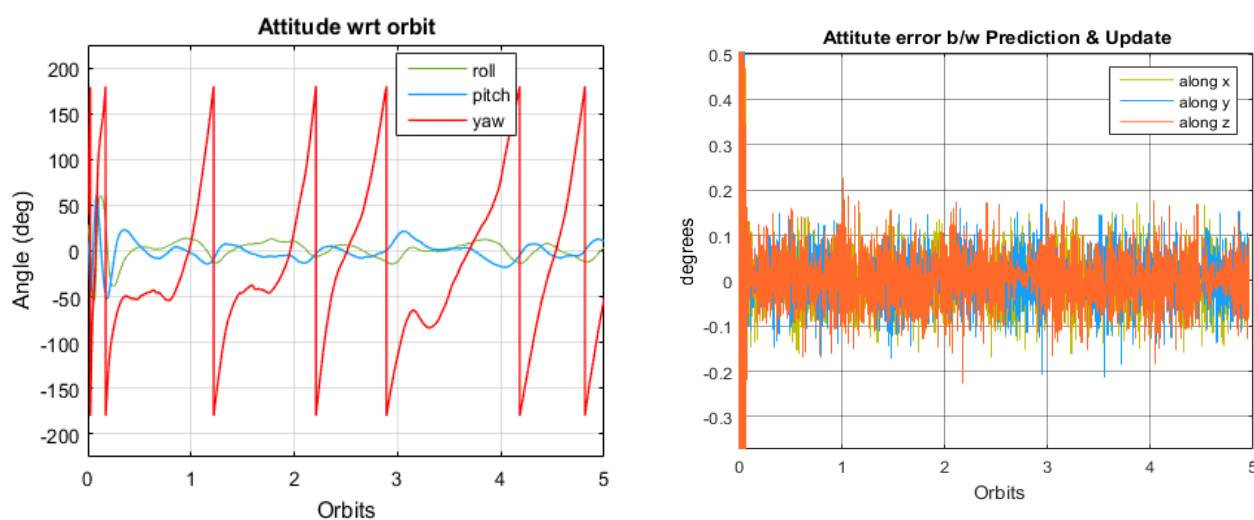 Attitude wrt orbit
200
150
100
50
0
-50
-100
-150
-200
Angle (deg)
roll
pitch
yaw
0
1
2
3
4
5
Orbits
Attitute error b/w Prediction & Update
0.5
0.4
0.3
0.2
0.1
0
-0.1
-0.2
-0.3
degrees
along x
along y
along z
0
1
2
3
4
5
Orbits